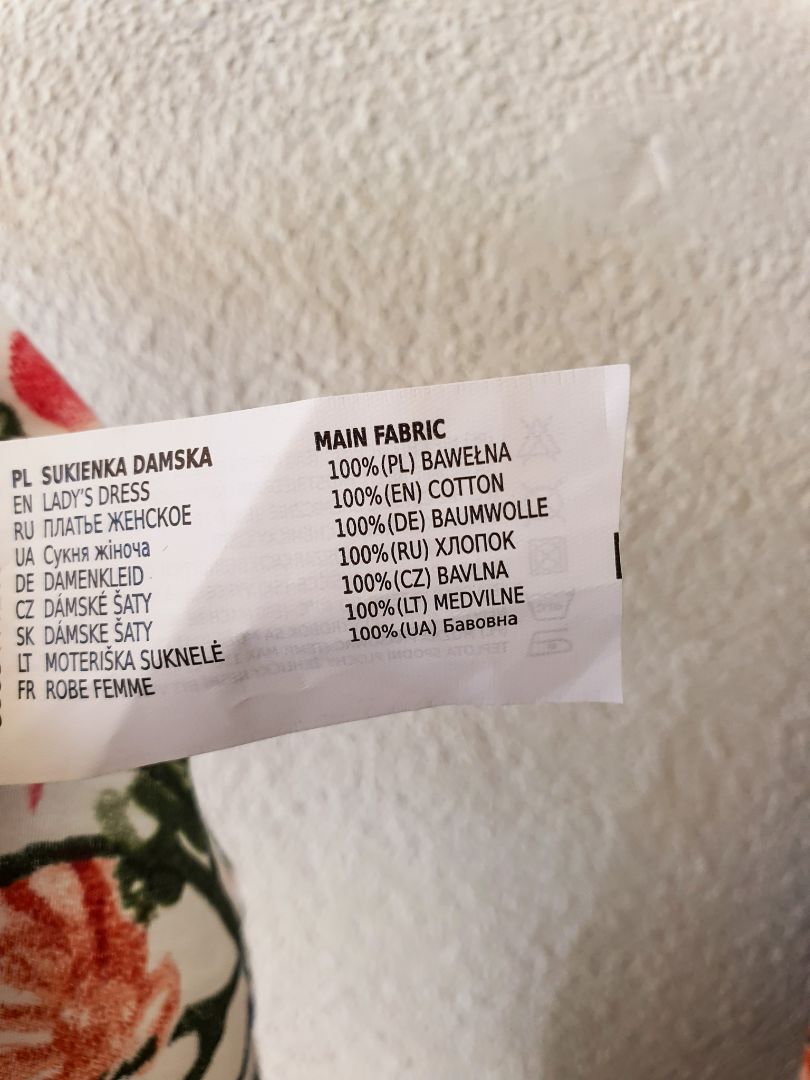 PL SUKIENKA DAMSKA
EN LADY'S DRESS
RU ПЛАТЬЕ ЖЕНСКОЕ
UA Сукня жіноча
DE DAMENKLEID
CZ DÁMSKÉ ŠATY
SK DÁMSKE ŠATY
LT MOTERIŠKA SUKNELĖ
FR ROBE FEMME
MAIN FABRIC
100%(PL) BAWEŁNA
100%(EN) COTTON
100%(DE) BAUMWOLLE
100%(RU) ХЛОПОК
100%(CZ) BAVLNA
100%(LT) MEDVILNE
100%(UA) Бавовна